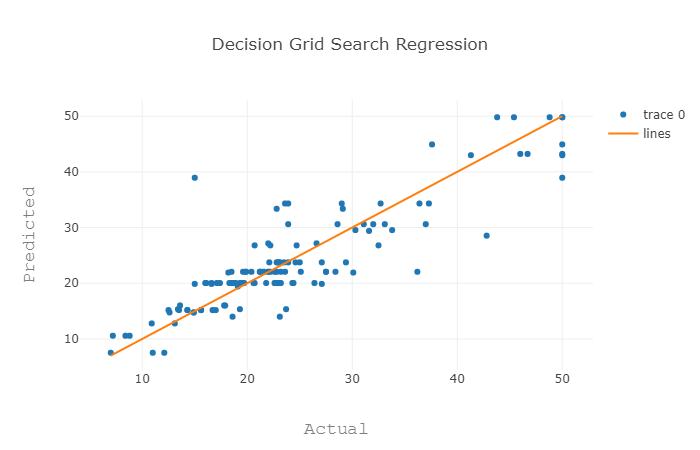 Decision Grid Search Regression
trace 0
lines
50
40
30
20
10
Predicted
10 20 30 40 50
Actual